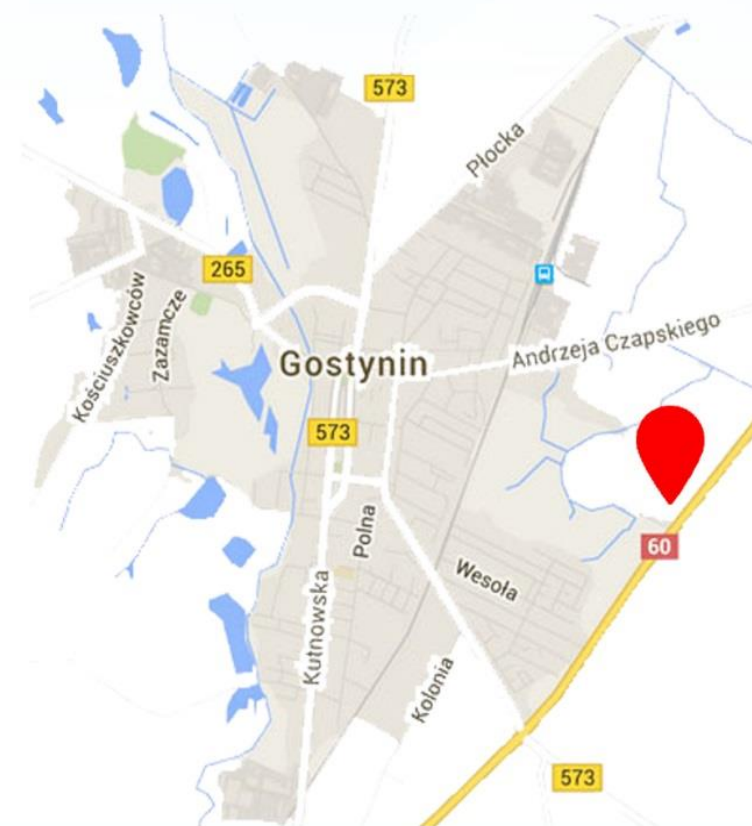 573
Płocka
265
Kościuszkowców
Zazamcze
Andrzeja Czapskiego
Gostynin
573
60
Polna
Wesoła
Kutnowska
Kolonia
573